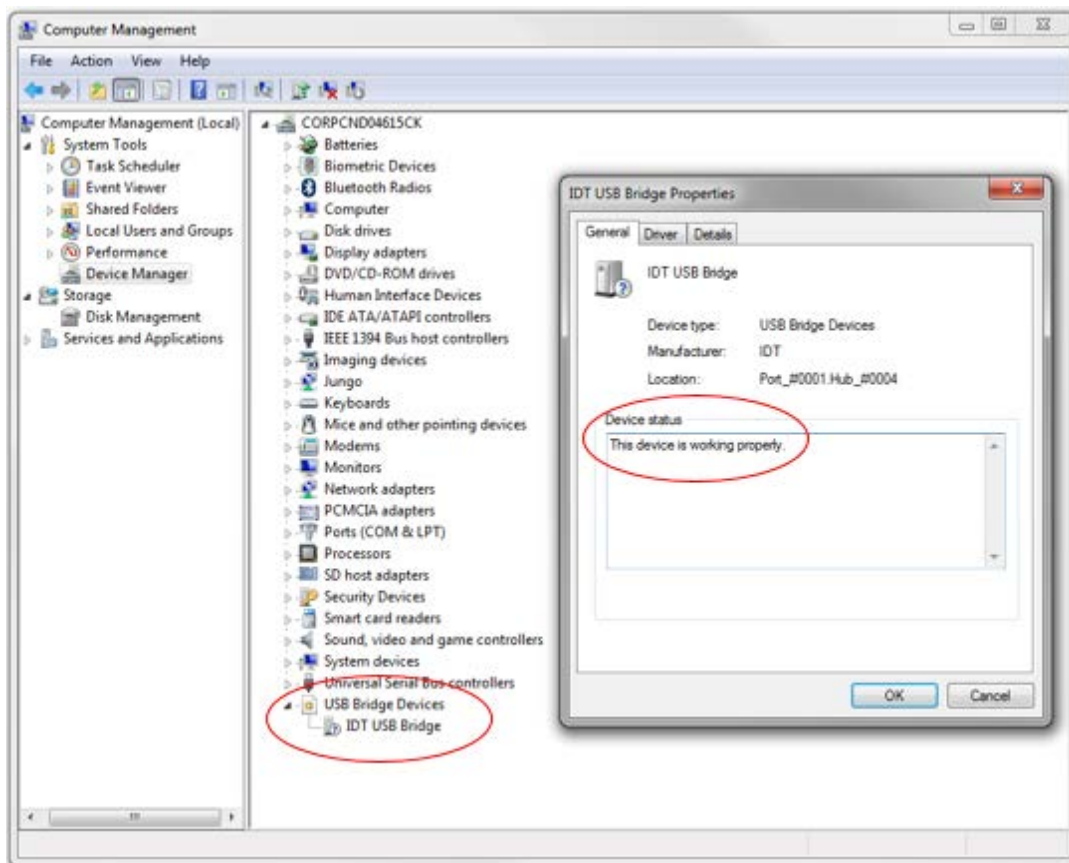 Computer Management
File Action View Help
Computer Management (Local)
System Tools
Task Scheduler
Event Viewer
Shared Folders
Local Users and Groups
Performance
Device Manager
Storage
Disk Management
Services and Applications
CORPCND04615CK
Batteries
Biometric Devices
Bluetooth Radios
Computer
Disk drives
Display adapters
DVD/CD-ROM drives
Human Interface Devices
IDE ATA/ATAPI controllers
IEEE 1394 Bus host controllers
Imaging devices
Jungo
Keyboards
Mice and other pointing devices
Modems
Monitors
Network adapters
PCMCIA adapters
Ports (COM & LPT)
Processors
SD host adapters
Security Devices
Smart card readers
Sound, video and game controllers
System devices
Universal Serial Bus controllers
USB Bridge Devices
IDT USB Bridge
IDT USB Bridge Properties
General Driver Details
IDT USB Bridge
Device type: USB Bridge Devices
Manufacturer: IDT
Location: Port_#0001.Hub_#0004
Device status
This device is working properly.
OK Cancel